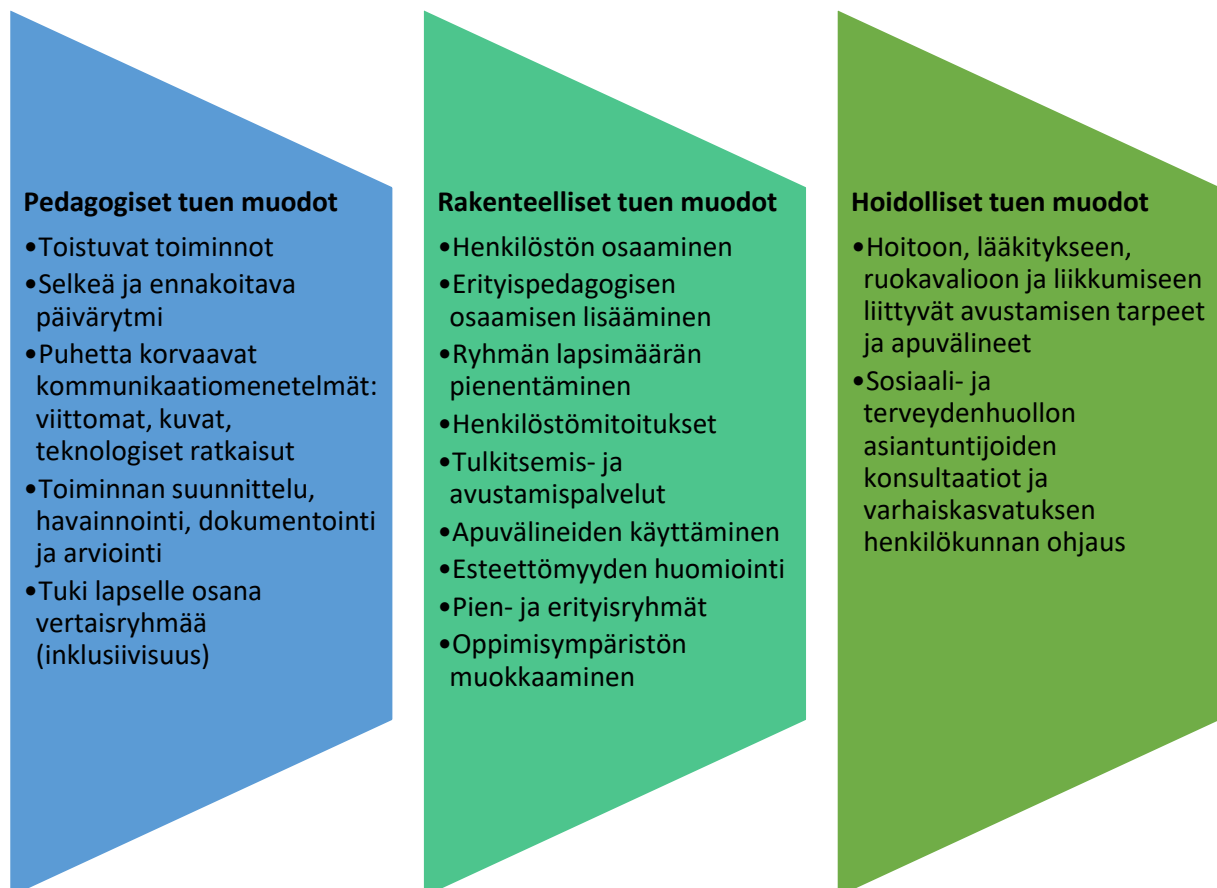 Pedagogiset tuen muodot
•Toistuvat toiminnot
•Selkeä ja ennakoitava
päivärytmi
•Puhetta korvaavat
kommunikaatiomenetelmät:
viittomat, kuvat,
teknologiset ratkaisut
•Toiminnan suunnittelu,
havainnointi, dokumentointi
ja arviointi
•Tuki lapselle osana
vertaisryhmää
(inklusiivisuus)
Rakenteelliset tuen muodot
•Henkilöstön osaaminen
•Erityispedagogisen
osaamisen lisääminen
•Ryhmän lapsimäärän
pienentäminen
•Henkilöstömitoitukset
•Tulkitsemis- ja
avustamispalvelut
•Apuvälineiden käyttäminen
•Esteettömyyden huomiointi
•Pien- ja erityisryhmät
•Oppimisympäristön
muokkaaminen
Hoidolliset tuen muodot
•Hoitoon, lääkitykseen,
ruokavalioon ja liikkumiseen
liittyvät avustamisen tarpeet
ja apuvälineet
•Sosiaali- ja
terveydenhuollon
asiantuntijoiden
konsultaatiot ja
varhaiskasvatuksen
henkilökunnan ohjaus